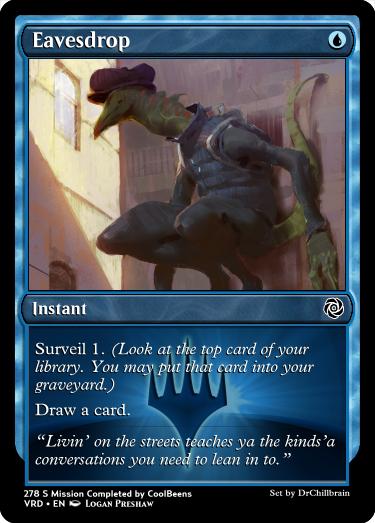 Eavesdrop
Instant
Surveil 1. (Look at the top card of your
library. You may put that card into your
graveyard.)
Draw a card.
“Livin’ on the streets teaches ya the kinds’a
conversations you need to lean in to.”
278 S Mission Completed by CoolBeens
Set by DrChillbrain
VRD • EN Logan Preshaw